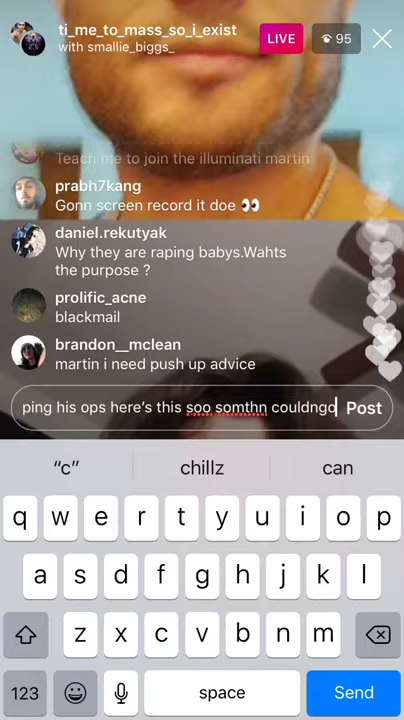 ti_me_to_mass_so_i_exist
with smallie_biggs_
LIVE
95
Teach me to join the illuminati martin
prabh7kang
Gonn screen record it doe 👀
daniel.rekutyak
Why they are raping babys.Wahts
the purpose ?
prolific_acne
blackmail
brandon__mclean
martin i need push up advice
ping his ops here's this soo somthn couldngo
Post
“c”
chillz
can
q w e r t y u i o p
a s d f g h j k l
z x c v b n m
123
space
Send